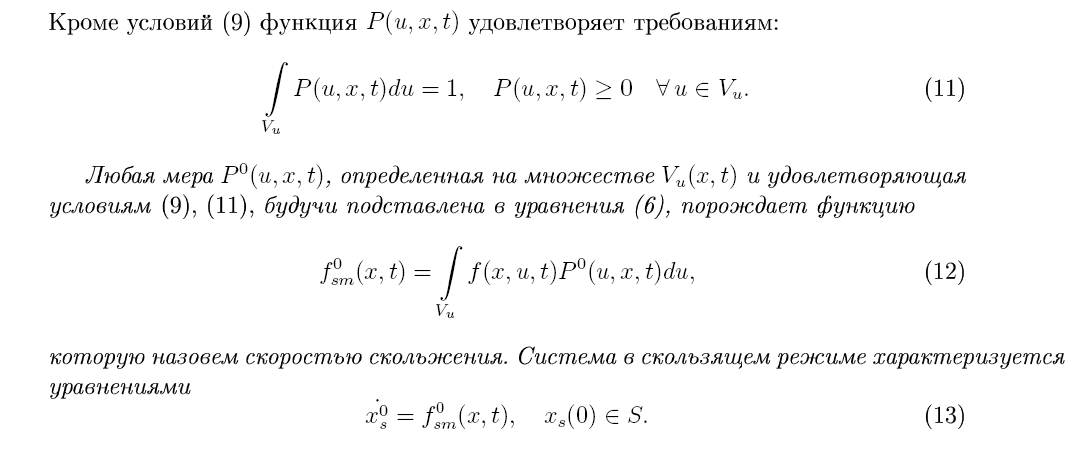 Кроме условий (9) функция P(u, x, t) удовлетворяет требованиям:
∫_{V_u} P(u, x, t)du = 1, P(u, x, t) ≥ 0 ∀ u ∈ V_u. (11)
Любая мера P^0(u, x, t), определенная на множестве V_u(x, t) и удовлетворяющая
условиям (9), (11), будучи подставлена в уравнения (6), порождает функцию
f^0_{sm}(x, t) = ∫_{V_u} f(x, u, t)P^0(u, x, t)du, (12)
которую назовем скоростью скольжения. Система в скользящем режиме характеризуется
уравнениями
\dot{x^0_s} = f^0_{sm}(x, t), x_s(0) ∈ S. (13)